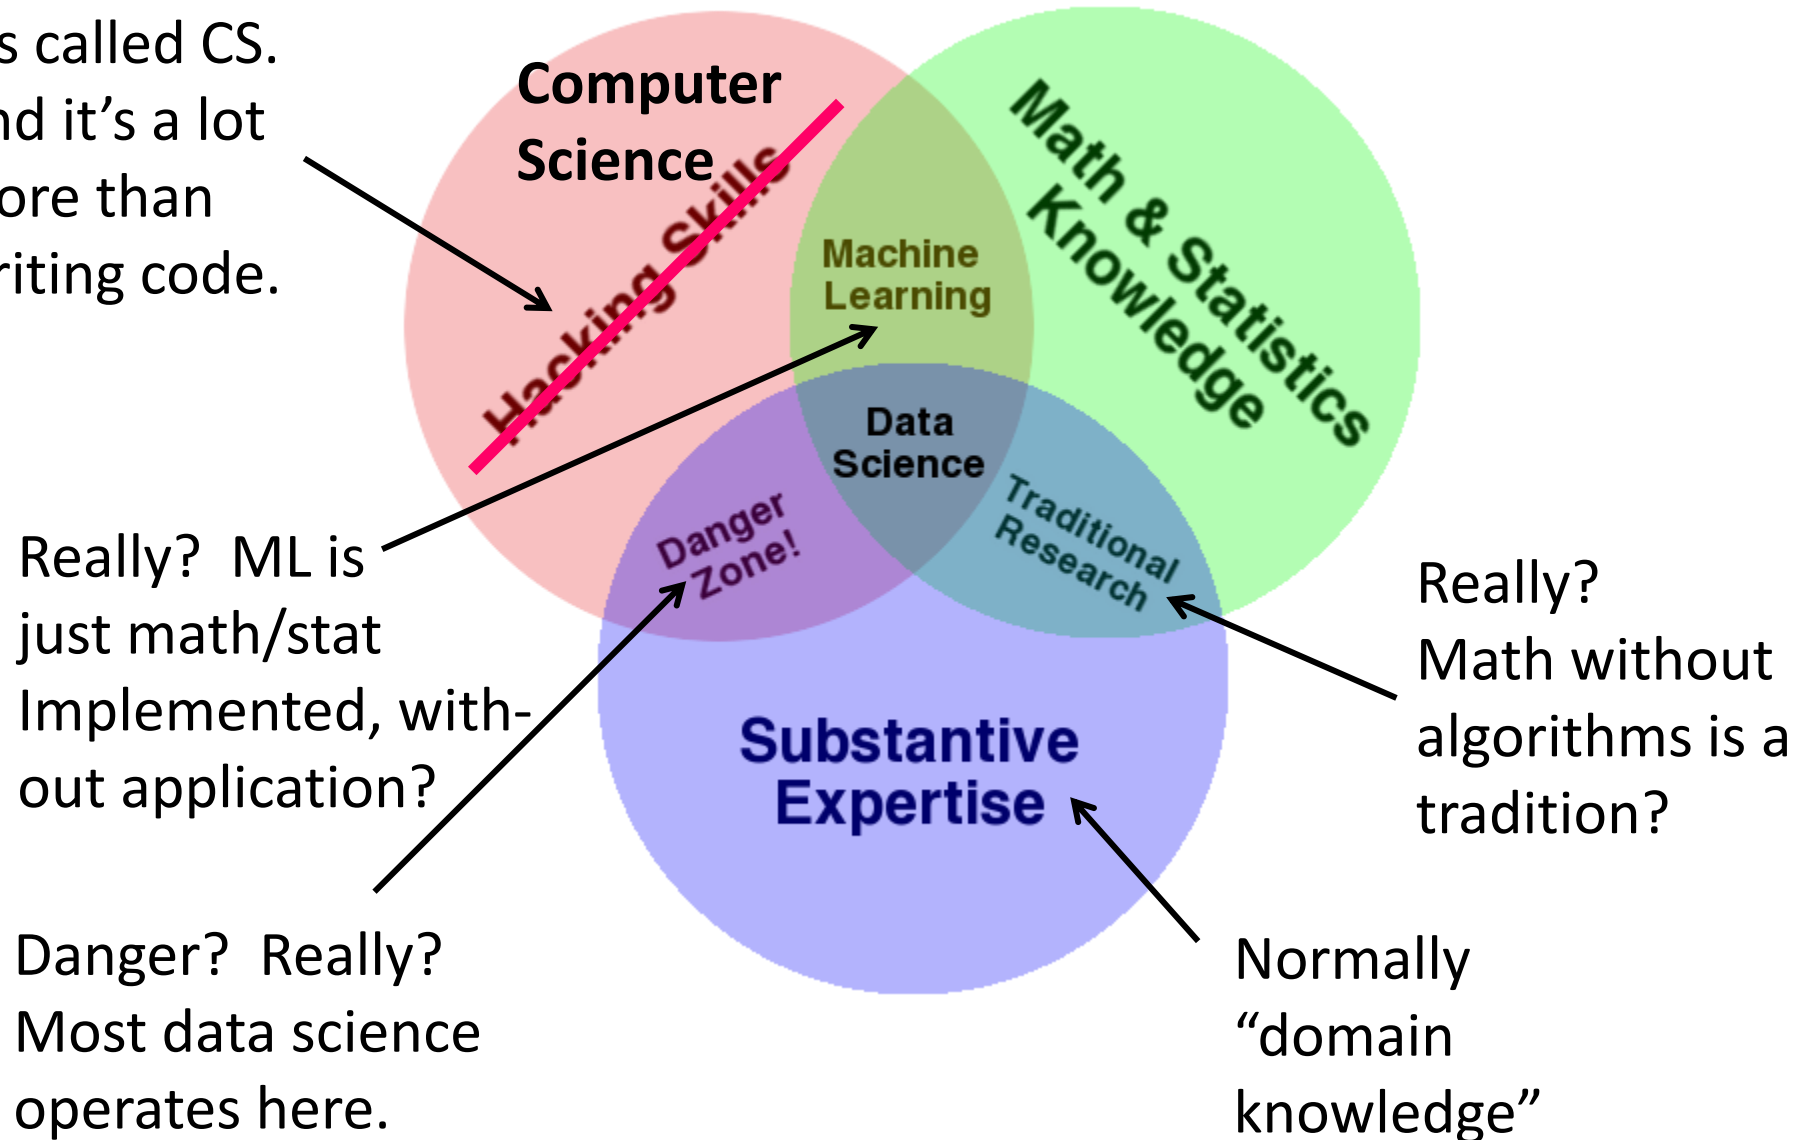 s called CS.
nd it’s a lot
ore than
riting code.
Computer
Science
Hacking Skills
Math & Statistics
Knowledge
Machine
Learning
Data
Science
Danger
Zone!
Traditional
Research
Substantive
Expertise
Really?  ML is
just math/stat
Implemented, with-
out application?
Really?
Math without
algorithms is a
tradition?
Danger?  Really?
Most data science
operates here.
Normally
“domain
knowledge”